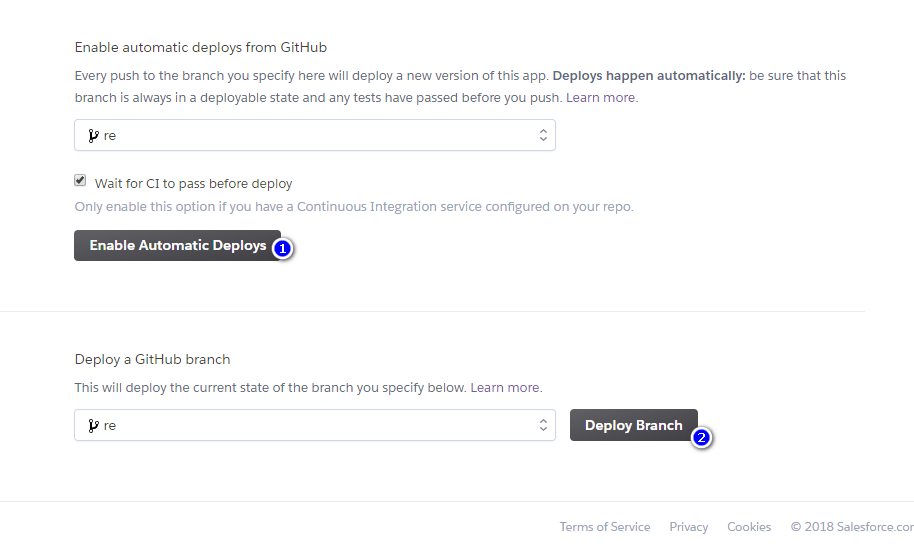 Enable automatic deploys from GitHub
Every push to the branch you specify here will deploy a new version of this app. Deploys happen automatically: be sure that this
branch is always in a deployable state and any tests have passed before you push. Learn more.
re
Wait for CI to pass before deploy
Only enable this option if you have a Continuous Integration service configured on your repo.
Enable Automatic Deploys 1
Deploy a GitHub branch
This will deploy the current state of the branch you specify below. Learn more.
re Deploy Branch 2
Terms of Service Privacy Cookies © 2018 Salesforce.cor